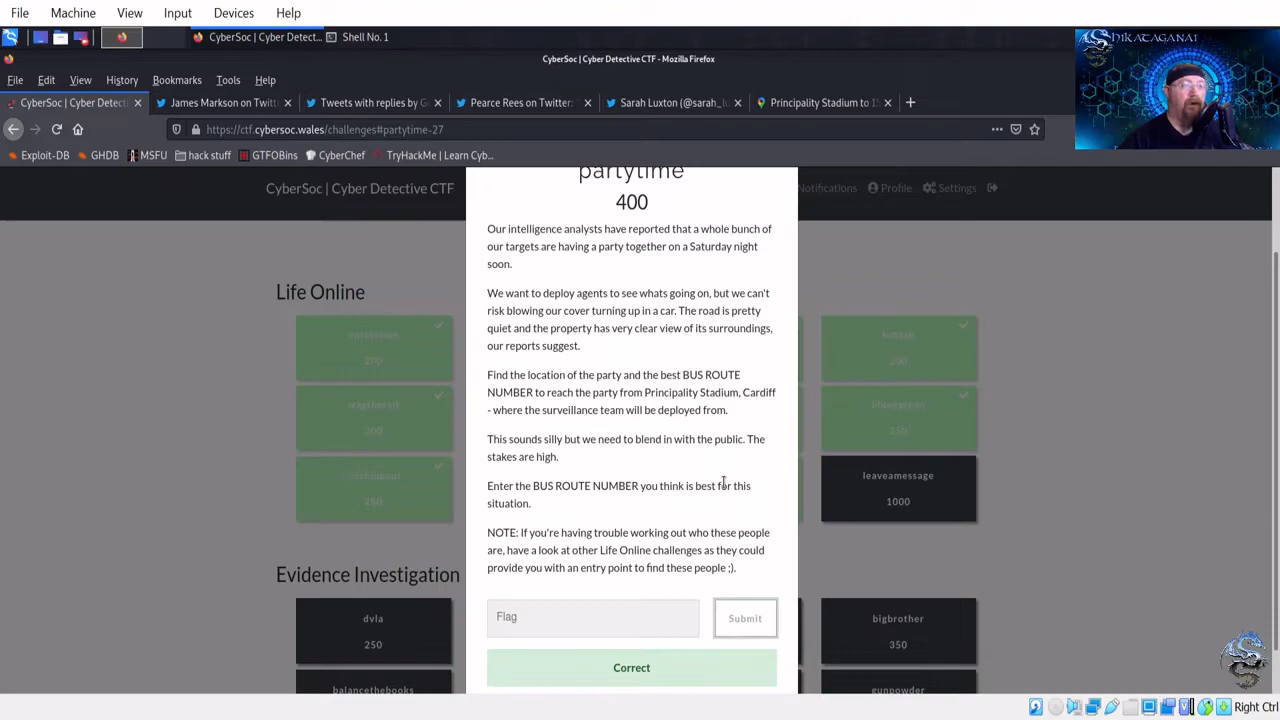 File Machine View Input Devices Help
CyberSoc | Cyber Detect... Shell No. 1
CyberSoc | Cyber Detective CTF - Mozilla Firefox
SHIKATAGANAI
File Edit View History Bookmarks Tools Help
CyberSoc | Cyber Detecti James Markson on Twitt Tweets with replies by G Pearce Rees on Twitter: Sarah Luxton (@sarah_lu Principality Stadium to 1
https://ctf.cybersoc.wales/challenges#partytime-27
Exploit-DB GHDB MSFU hack stuff GTFOBins CyberChef TryHackMe | Learn Cyb...
CyberSoc | Cyber Detective CTF Notifications Profile Settings
partytime
400
Our intelligence analysts have reported that a whole bunch of
our targets are having a party together on a Saturday night
soon.
We want to deploy agents to see whats going on, but we can't
risk blowing our cover turning up in a car. The road is pretty
quiet and the property has very clear view of its surroundings,
our reports suggest.
Find the location of the party and the best BUS ROUTE
NUMBER to reach the party from Principality Stadium, Cardiff
- where the surveillance team will be deployed from.
This sounds silly but we need to blend in with the public. The
stakes are high.
Enter the BUS ROUTE NUMBER you think is best for this
situation.
NOTE: If you're having trouble working out who these people
are, have a look at other Life Online challenges as they could
provide you with an entry point to find these people ;).
Flag
Submit
Correct
Life Online
200
200
200
250
250
leaveamessage
1000
Evidence Investigation
dvla
250
bigbrother
350
balancethebooks
gunpowder
Right Ctrl